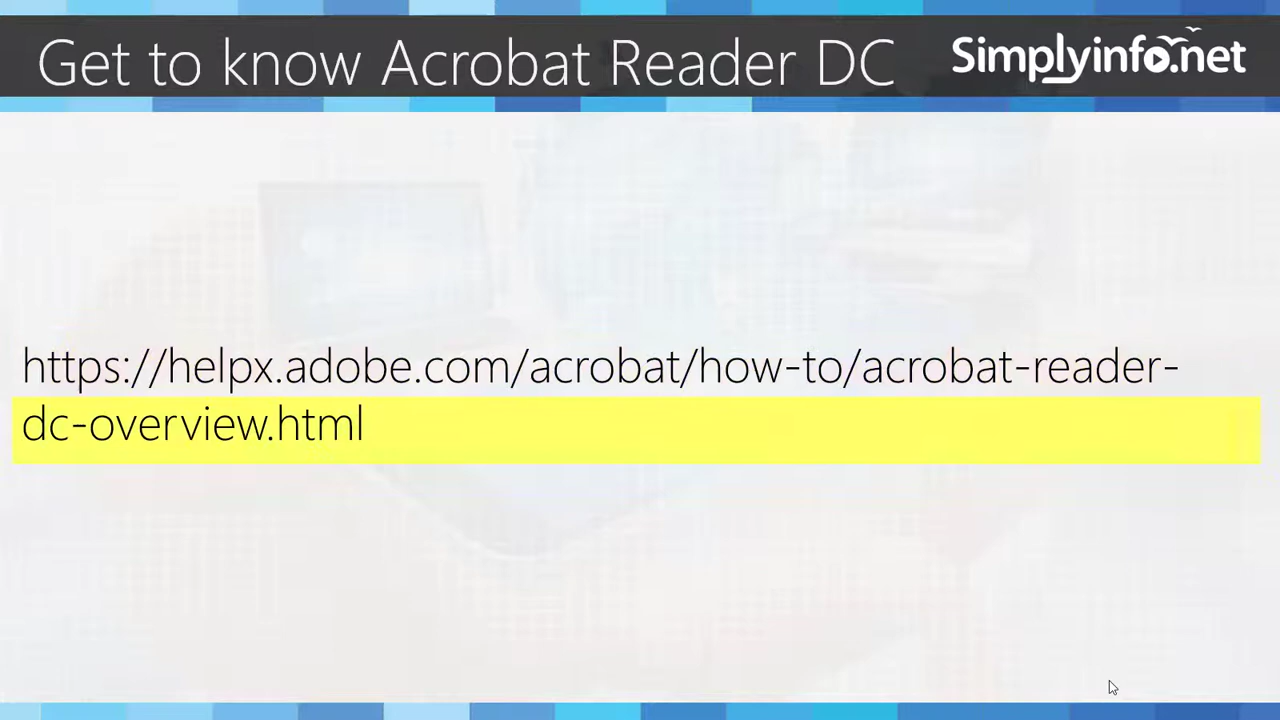 Get to know Acrobat Reader DC
Simplyinfo.net
https://helpx.adobe.com/acrobat/how-to/acrobat-reader-
dc-overview.html